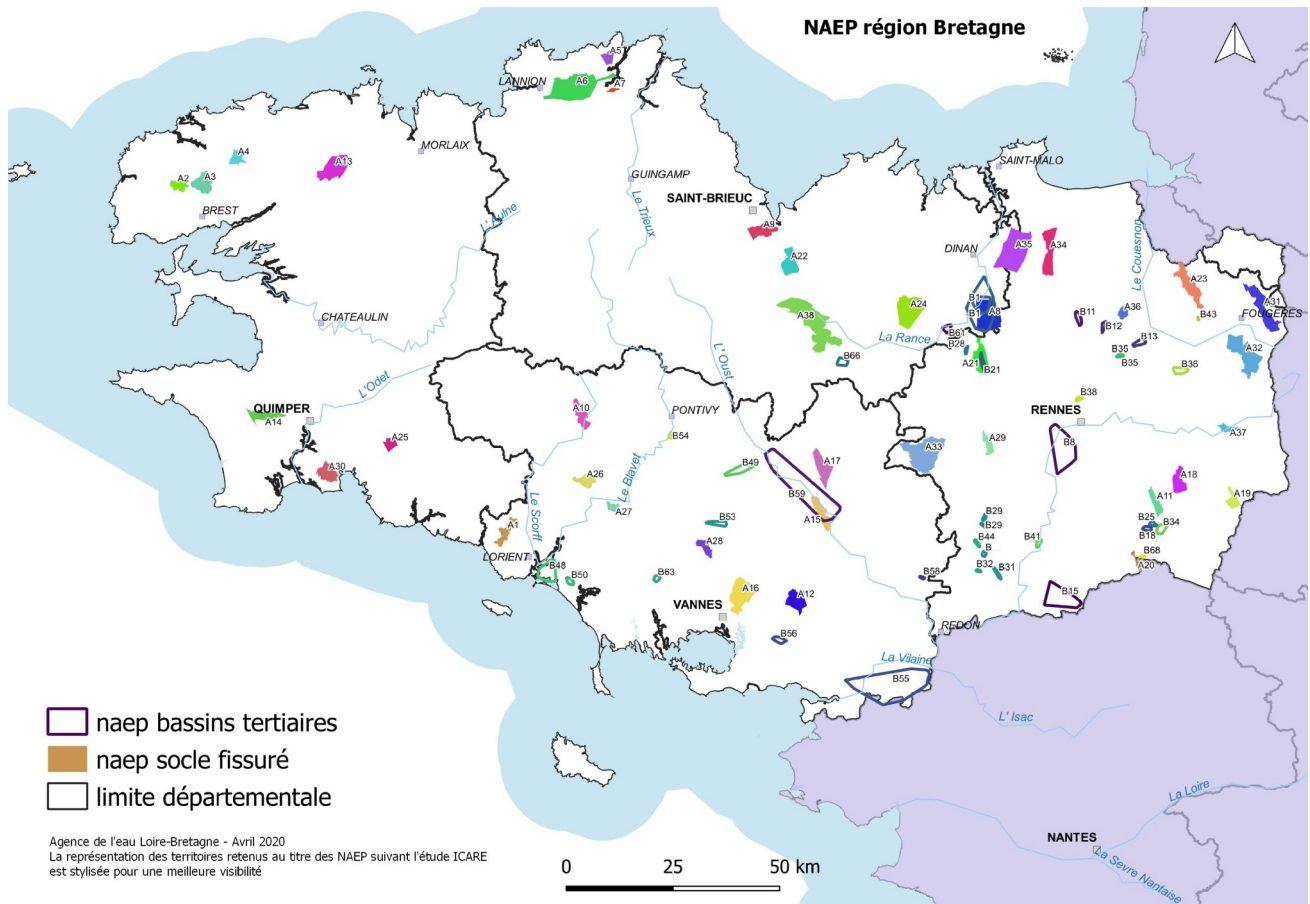 NAEP région Bretagne
A5
LANNION
A6
A7
MORLAIX
A4
A13
A2
A3
BREST
GUINGAMP
Le Trieux
SAINT-BRIEUC
SAINT-MALO
L'Aulne
A9
A22
DINAN
A35
A34
Le Couesnon
A23
A31
B43
FOUGERES
CHATEAULIN
A38
A24
B1
B1
A8
B11
A36
B12
B13
La Rance
B61
B28
A21
B21
B35
B35
B36
A32
B66
L' Oust
L'Odet
QUIMPER
A14
A10
PONTIVY
B54
B38
RENNES
A37
A25
A30
A33
A29
B8
A26
Le Blavet
B49
A17
A18
A27
B59
A11
A19
Le Scorff
A1
B53
A15
B29
B29
B25
B34
B18
LORIENT
A28
B44
B
B41
B68
A20
B48
B50
B63
B58
B32
B31
A16
A12
B15
VANNES
REDON
B56
La Vilaine
B55
L' Isac
naep bassins tertiaires
naep socle fissuré
limite départementale
La Loire
NANTES
La Sevre Nantaise
Agence de l'eau Loire-Bretagne - Avril 2020
La représentation des territoires retenus au titre des NAEP suivant l'étude ICARE
est stylisée pour une meilleure visibilité
0 25 50 km